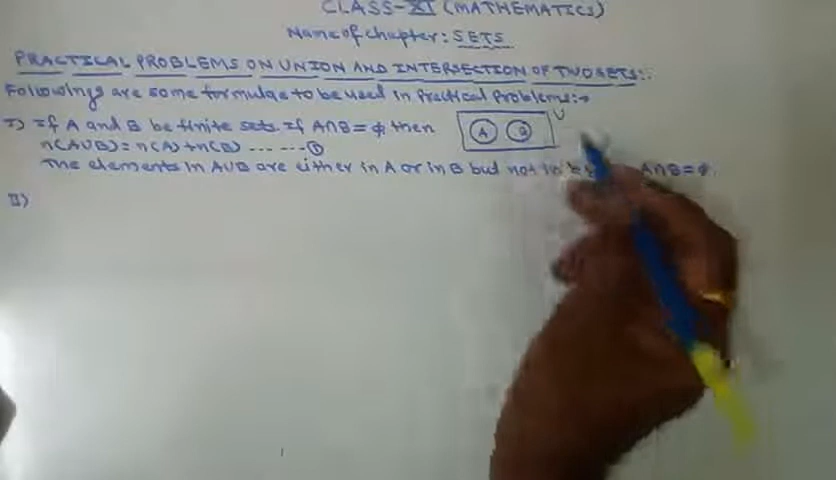 CLASS-XI (MATHEMATICS)
Name of chapter: SETS
PRACTICAL PROBLEMS ON UNION AND INTERSECTION OF TWO SETS:.
Followings are some formulae to be used in Practical Problems:→
I) If A and B be finite sets. If A∩B=ϕ then
A B U
n(A∪B)= n(A)+n(B) ... ... ①
The elements in A∪B are either in A or in B but not in A∩B=ϕ.
II)